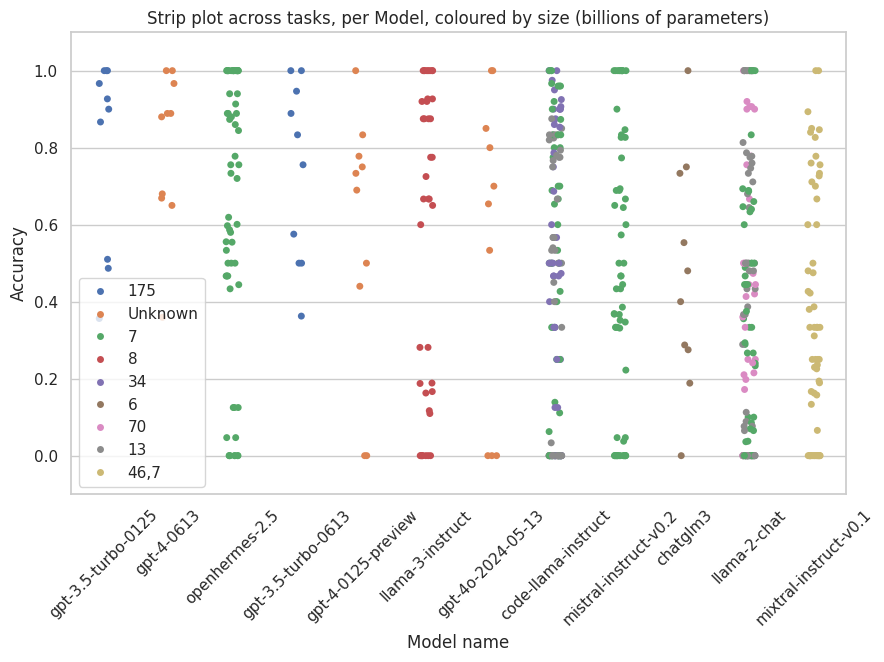 Strip plot across tasks, per Model, coloured by size (billions of parameters)
Accuracy
1.0
0.8
0.6
0.4
0.2
0.0
175
Unknown
7
8
34
6
70
13
46,7
gpt-3.5-turbo-0125
gpt-4-0613
openhermes-2.5
gpt-3.5-turbo-0613
gpt-4-0125-preview
llama-3-instruct
gpt-4o-2024-05-13
code-llama-instruct
mistral-instruct-v0.2
chatglm3
llama-2-chat
mixtral-instruct-v0.1
Model name